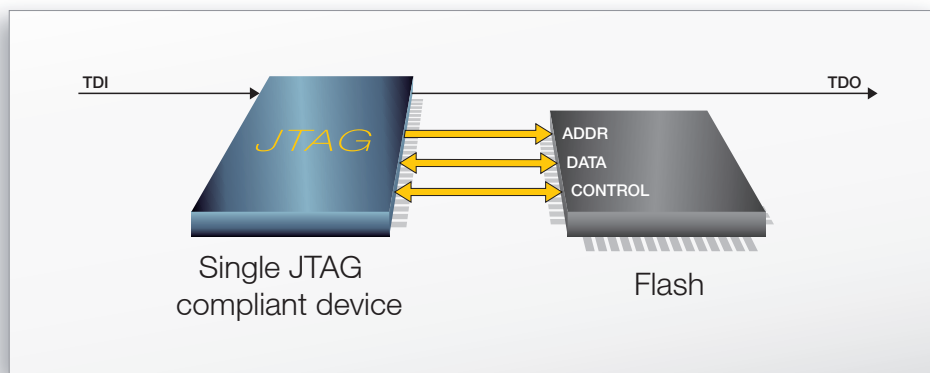 TDI
TDO
JTAG
ADDR
DATA
CONTROL
Single JTAG
compliant device
Flash